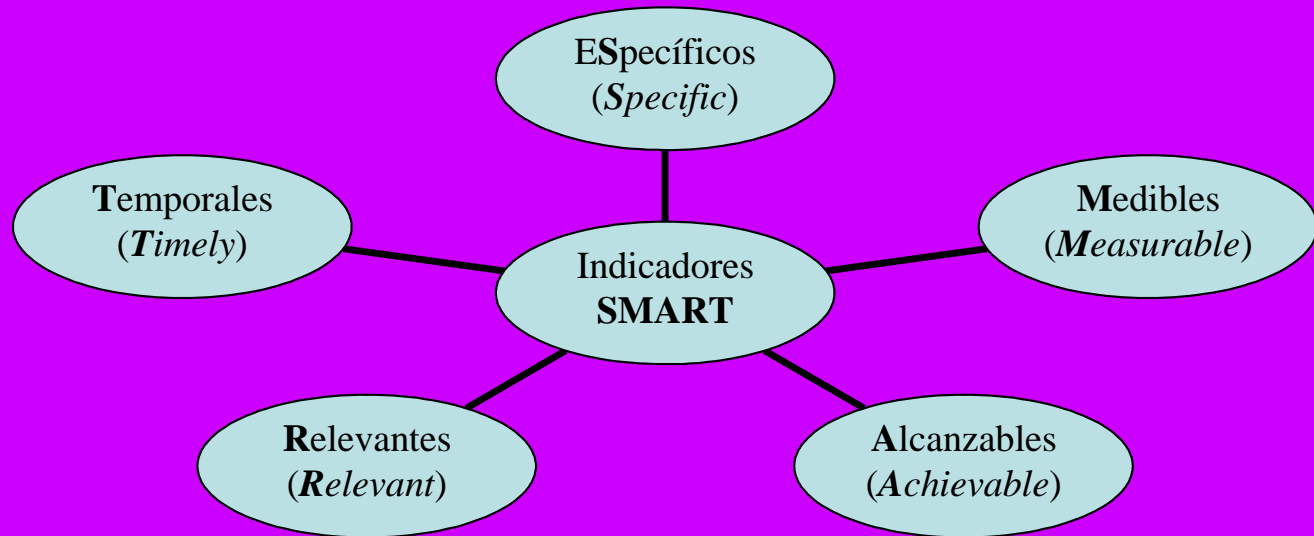 ESpecíficos
(Specific)
Temporales
(Timely)
Medibles
(Measurable)
Indicadores
SMART
Relevantes
(Relevant)
Alcanzables
(Achievable)